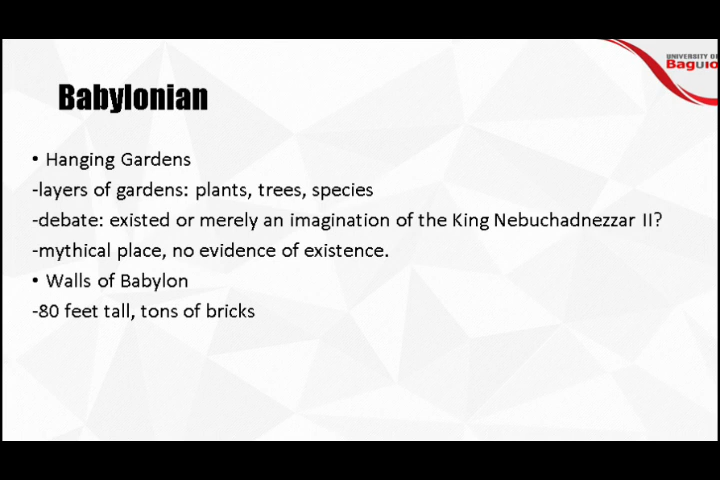 UNIVERSITY OF
Baguio
Babylonian
• Hanging Gardens
-layers of gardens: plants, trees, species
-debate: existed or merely an imagination of the King Nebuchadnezzar II?
-mythical place, no evidence of existence.
• Walls of Babylon
-80 feet tall, tons of bricks